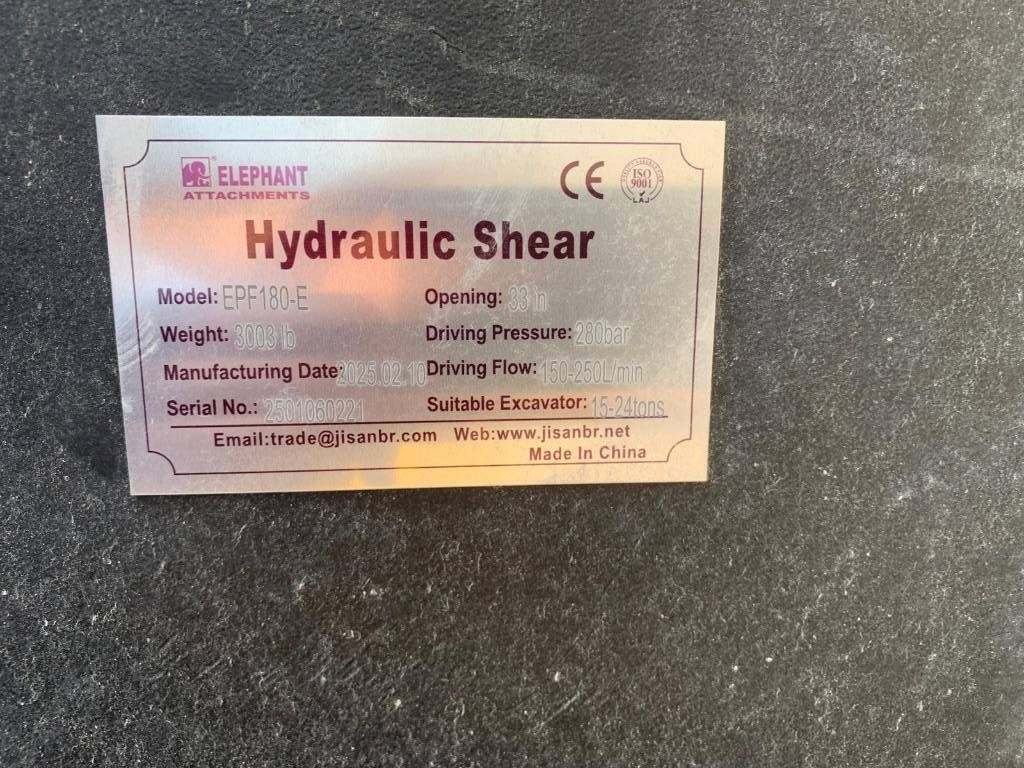 ELEPHANT
ATTACHMENTS
CE
ISO
9001
Hydraulic Shear
Model: EPF180-E Opening: 33 in
Weight: 3003 lb Driving Pressure: 280bar
Manufacturing Date: 2025.02.10 Driving Flow: 150-250L/min
Serial No.: 2501060221 Suitable Excavator: 15-24tons
Email:trade@jisanbr.com Web:www.jisanbr.net
Made In China